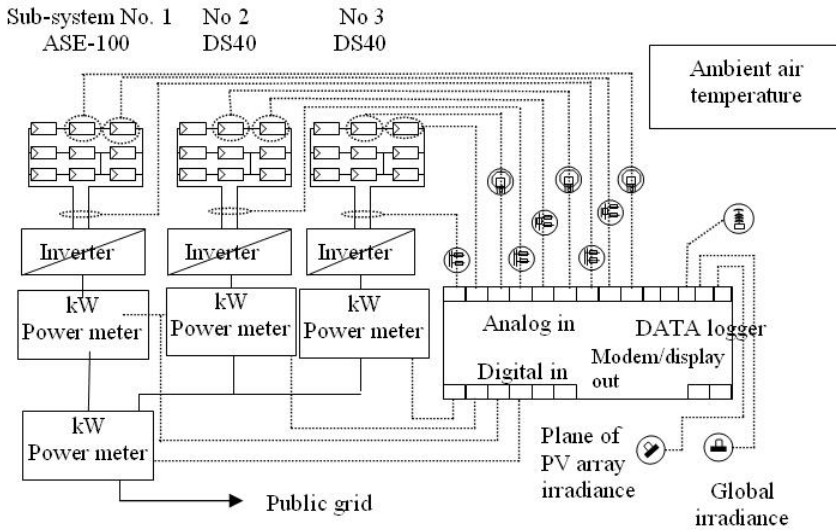 Sub-system No. 1
ASE-100
No 2
DS40
No 3
DS40
Ambient air
temperature
Inverter
Inverter
Inverter
kW
Power meter
kW
Power meter
kW
Power meter
Analog in
DATA logger
Modem/display
out
Digital in
kW
Power meter
Plane of
PV array
irradiance
Global
irradiance
Public grid